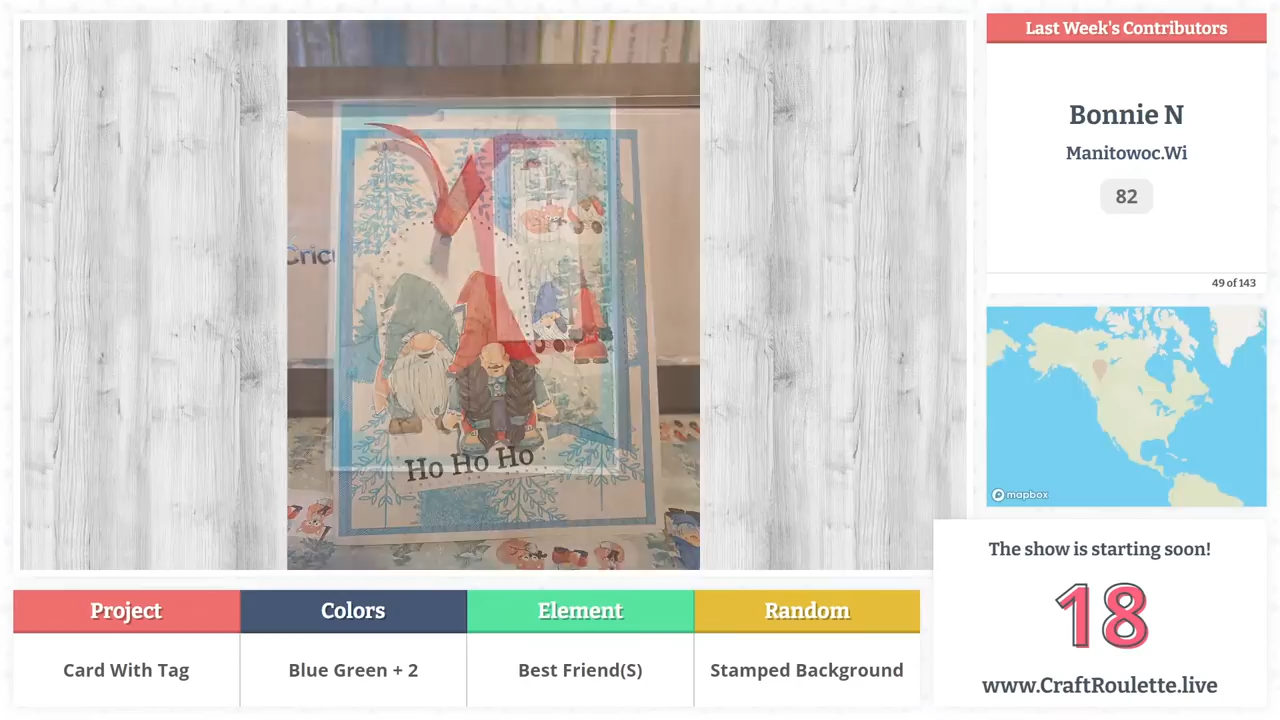 Last Week's Contributors
Bonnie N
Manitowoc.Wi
82
49 of 143
Cric
Ho Ho Ho
mapbox
The show is starting soon!
18
www.CraftRoulette.live
Project
Colors
Element
Random
Card With Tag
Blue Green + 2
Best Friend(S)
Stamped Background